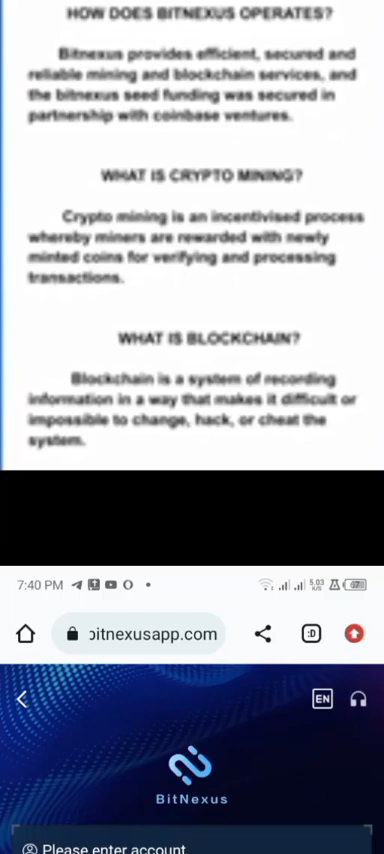 HOW DOES BITNEXUS OPERATES?
Bitnexus provides efficient, secured and
reliable mining and blockchain services, and
the bitnexus seed funding was secured in
partnership with coinbase ventures.
WHAT IS CRYPTO MINING?
Crypto mining is an incentivised process
whereby miners are rewarded with newly
minted coins for verifying and processing
transactions.
WHAT IS BLOCKCHAIN?
Blockchain is a system of recording
information in a way that makes it difficult or
impossible to change, hack, or cheat the
system.
7:40 PM
5.03
K/S
:D
bitnexusapp.com
EN
BitNexus
Please enter account